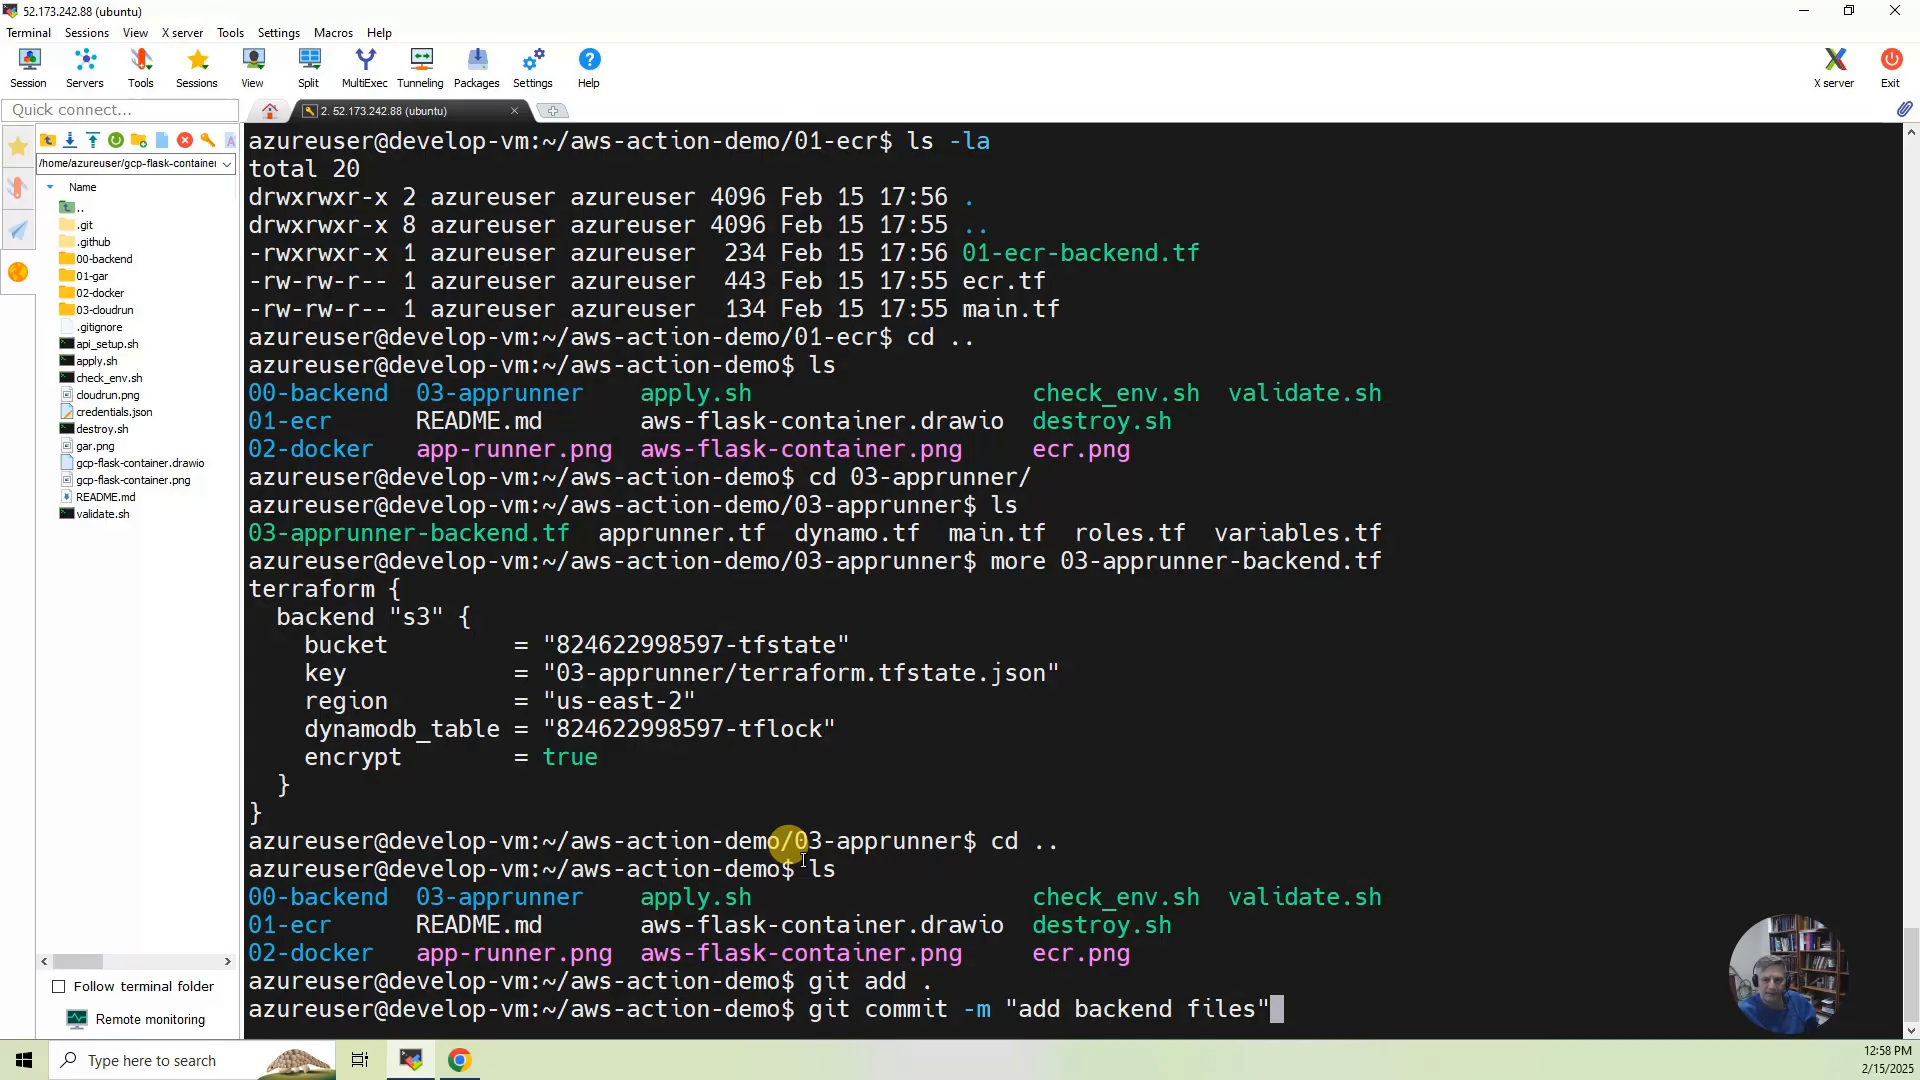 52.173.242.88 (ubuntu)
Terminal Sessions View X server Tools Settings Macros Help
Session Servers Tools Sessions View Split MultiExec Tunneling Packages Settings Help X server Exit
Quick connect...
2. 52.173.242.88 (ubuntu)
/home/azureuser/gcp-flask-container
Name
..
.git
.github
00-backend
01-gar
02-docker
03-cloudrun
.gitignore
api_setup.sh
apply.sh
check_env.sh
cloudrun.png
credentials.json
destroy.sh
gar.png
gcp-flask-container.drawio
gcp-flask-container.png
README.md
validate.sh
Follow terminal folder
Remote monitoring
azureuser@develop-vm:~/aws-action-demo/01-ecr$ ls -la
total 20
drwxrwxr-x 2 azureuser azureuser 4096 Feb 15 17:56 .
drwxrwxr-x 8 azureuser azureuser 4096 Feb 15 17:55 ..
-rwxrwxr-x 1 azureuser azureuser  234 Feb 15 17:56 01-ecr-backend.tf
-rw-rw-r-- 1 azureuser azureuser  443 Feb 15 17:55 ecr.tf
-rw-rw-r-- 1 azureuser azureuser  134 Feb 15 17:55 main.tf
azureuser@develop-vm:~/aws-action-demo/01-ecr$ cd ..
azureuser@develop-vm:~/aws-action-demo$ ls
00-backend  03-apprunner    apply.sh                    check_env.sh  validate.sh
01-ecr      README.md       aws-flask-container.drawio  destroy.sh
02-docker   app-runner.png  aws-flask-container.png     ecr.png
azureuser@develop-vm:~/aws-action-demo$ cd 03-apprunner/
azureuser@develop-vm:~/aws-action-demo/03-apprunner$ ls
03-apprunner-backend.tf  apprunner.tf  dynamo.tf  main.tf  roles.tf  variables.tf
azureuser@develop-vm:~/aws-action-demo/03-apprunner$ more 03-apprunner-backend.tf
terraform {
  backend "s3" {
    bucket         = "824622998597-tfstate"
    key            = "03-apprunner/terraform.tfstate.json"
    region         = "us-east-2"
    dynamodb_table = "824622998597-tflock"
    encrypt        = true
  }
}
azureuser@develop-vm:~/aws-action-demo/03-apprunner$ cd ..
azureuser@develop-vm:~/aws-action-demo$ ls
00-backend  03-apprunner    apply.sh                    check_env.sh  validate.sh
01-ecr      README.md       aws-flask-container.drawio  destroy.sh
02-docker   app-runner.png  aws-flask-container.png     ecr.png
azureuser@develop-vm:~/aws-action-demo$ git add .
azureuser@develop-vm:~/aws-action-demo$ git commit -m "add backend files"
Type here to search
12:58 PM
2/15/2025